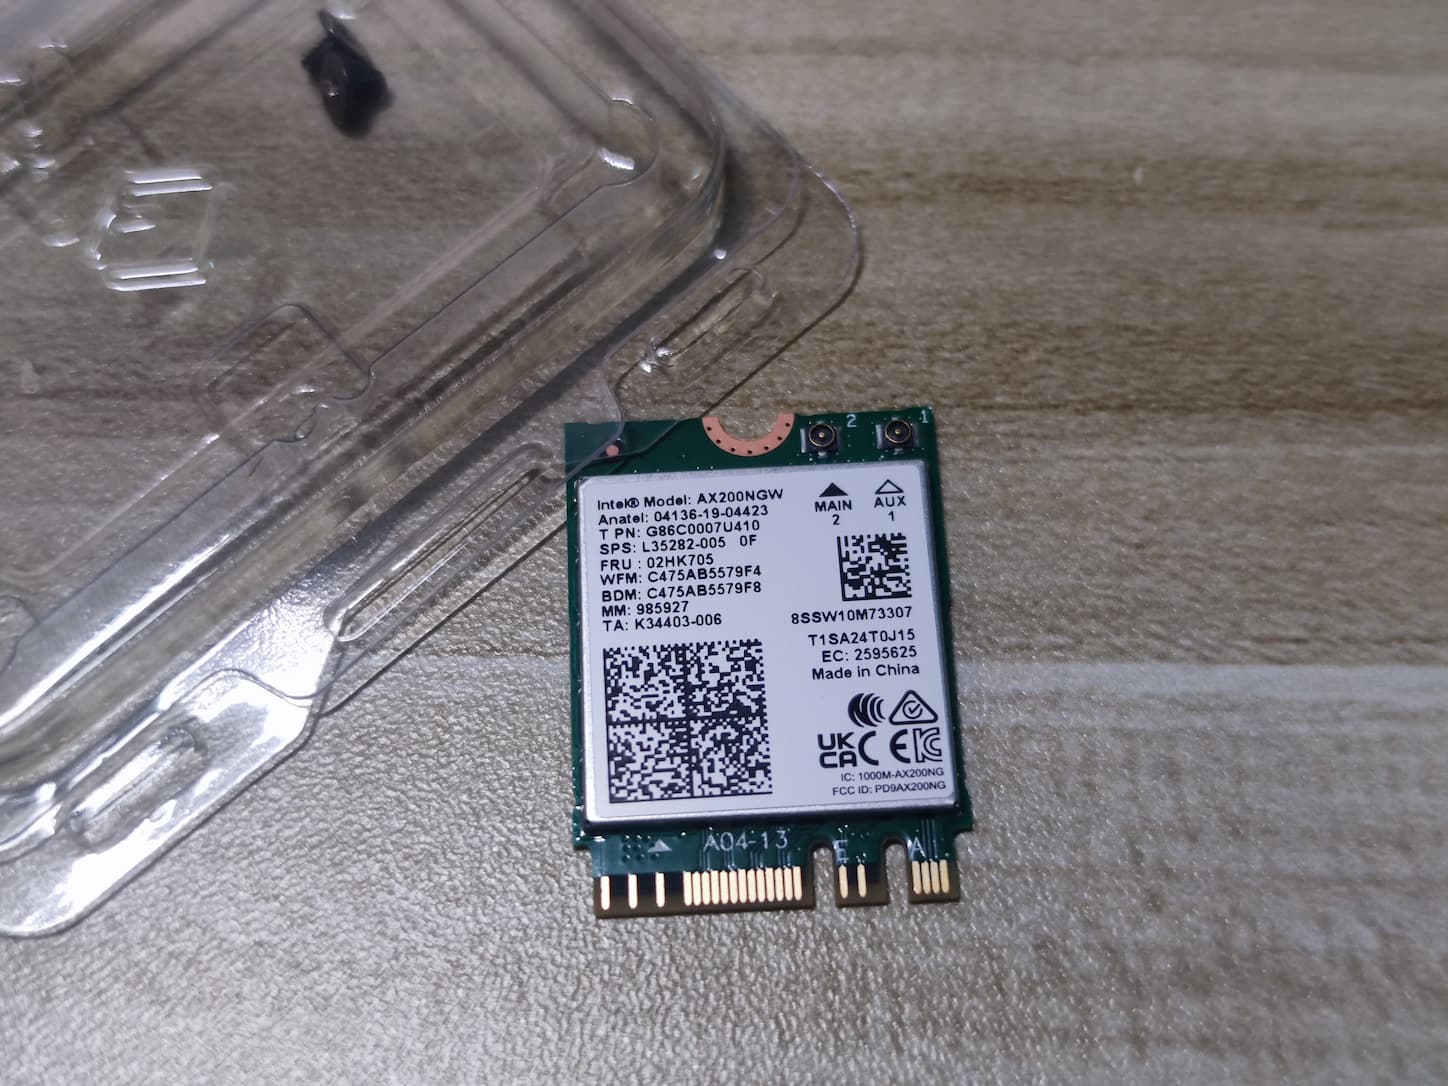 2 1
Intel® Model: AX200NGW
Anatel: 04136-19-04423
T PN: G86C0007U410
SPS: L35282-005 0F
FRU : 02HK705
WFM: C475AB5579F4
BDM: C475AB5579F8
MM: 985927
TA: K34403-006
MAIN
2
AUX
1
8SSW10M73307
T1SA24T0J15
EC: 2595625
Made in China
UK
CA
CE
IC: 1000M-AX200NG
FCC ID: PD9AX200NG
A04-13
E
A